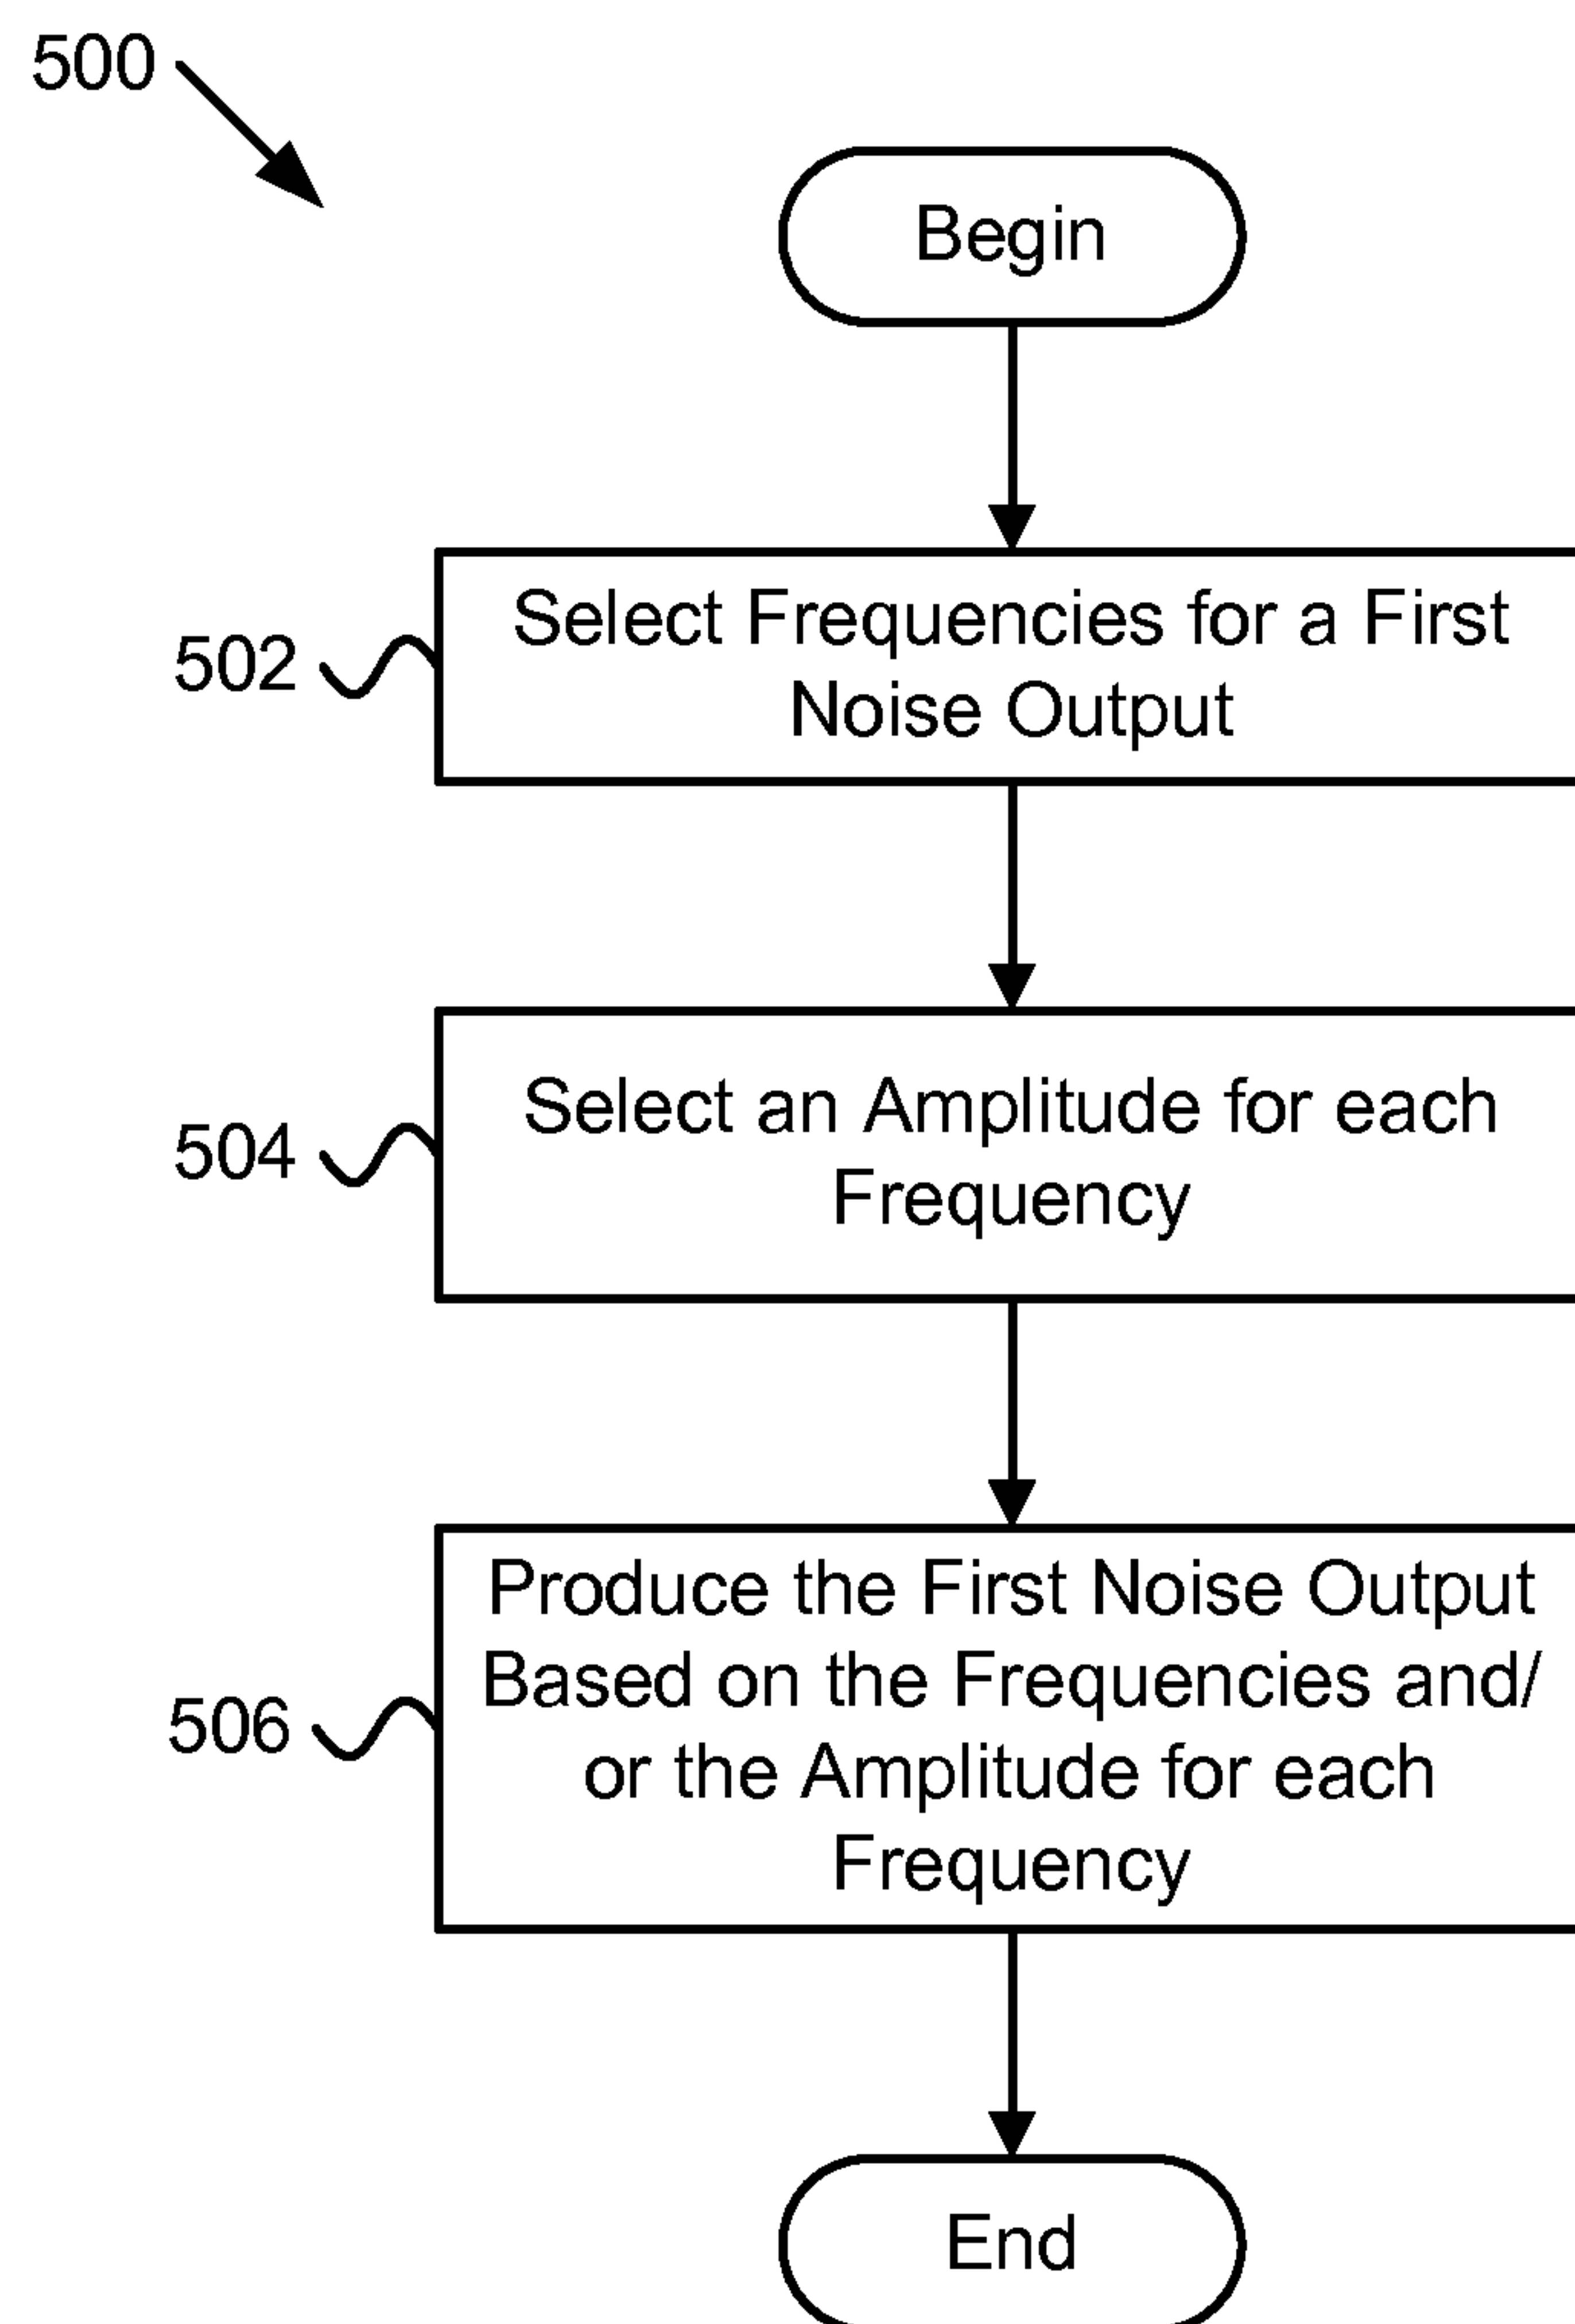 500
Begin
502
Select Frequencies for a First
Noise Output
504
Select an Amplitude for each
Frequency
506
Produce the First Noise Output
Based on the Frequencies and/
or the Amplitude for each
Frequency
End